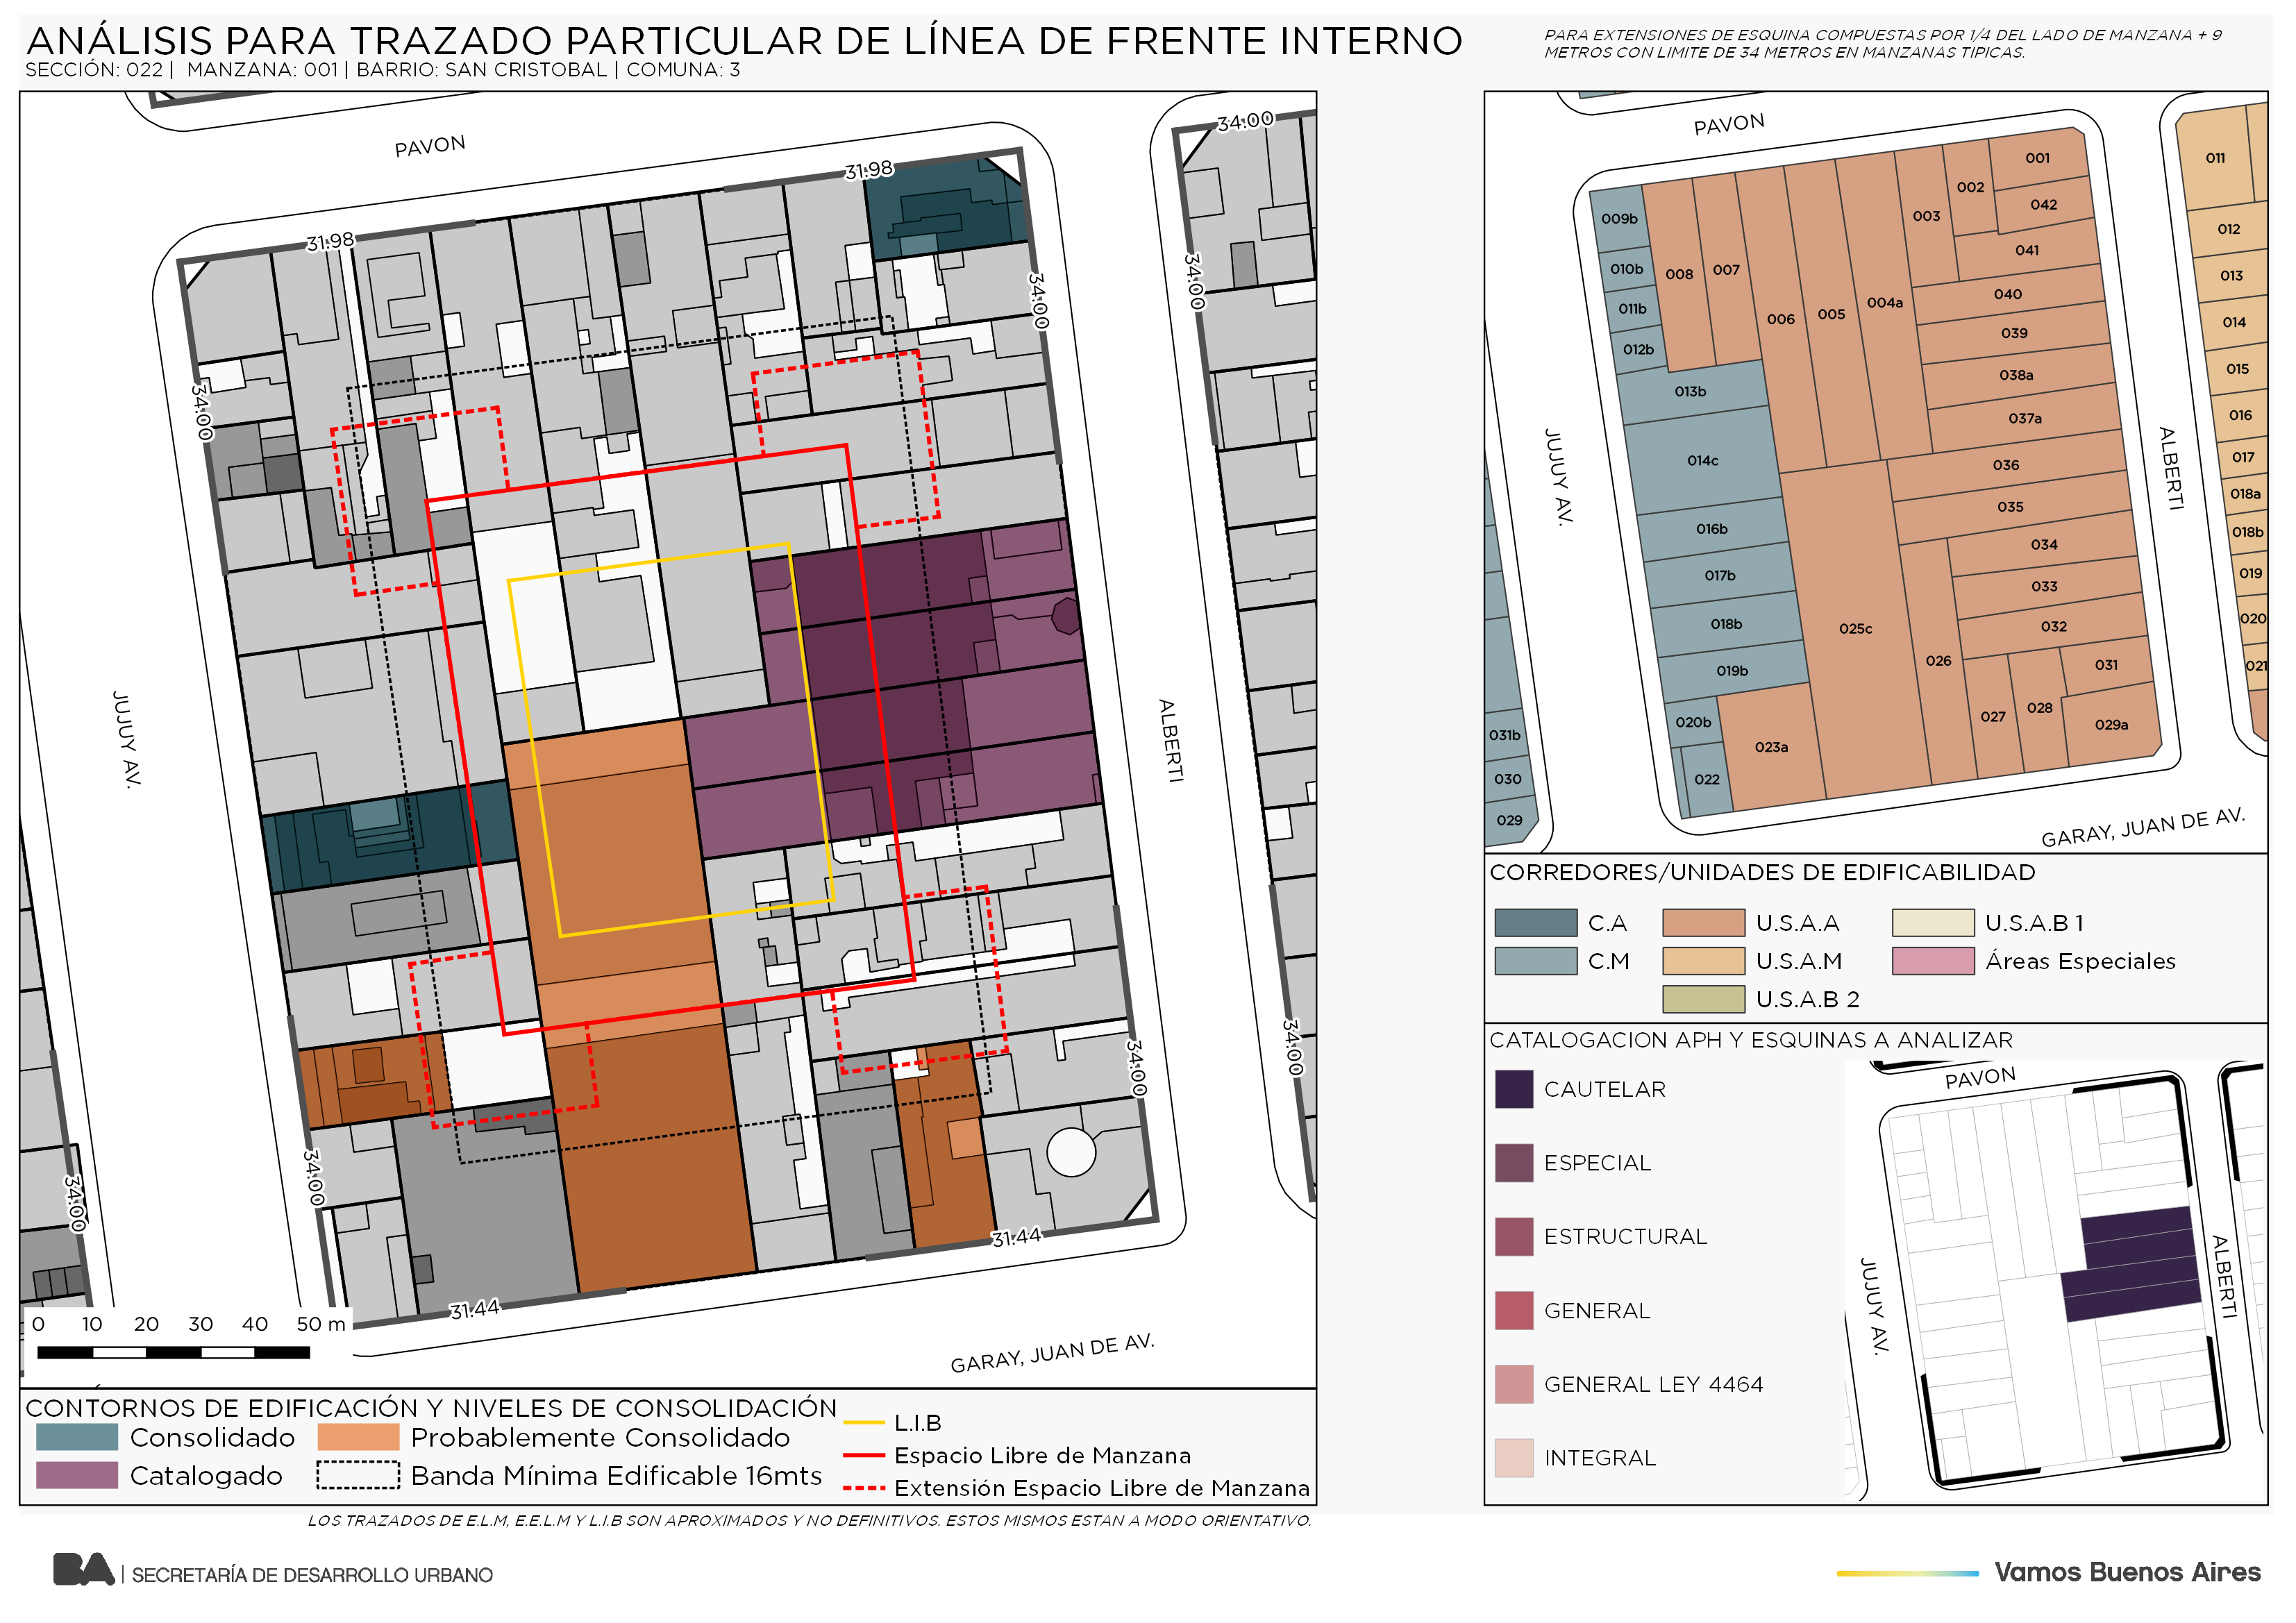 ANÁLISIS PARA TRAZADO PARTICULAR DE LÍNEA DE FRENTE INTERNO
SECCIÓN: 022 | MANZANA: 001 | BARRIO: SAN CRISTOBAL | COMUNA: 3
PARA EXTENSIONES DE ESQUINA COMPUESTAS POR 1/4 DEL LADO DE MANZANA + 9
METROS CON LIMITE DE 34 METROS EN MANZANAS TIPICAS.
PAVON
31.98
31.98
34.00
34.00
34.00
34.00
JUJUY AV.
ALBERTI
34.00
34.00
34.00
34.00
31.44
31.44
GARAY, JUAN DE AV.
0 10 20 30 40 50 m
CONTORNOS DE EDIFICACIÓN Y NIVELES DE CONSOLIDACIÓN
Consolidado
Probablemente Consolidado
Catalogado
Banda Mínima Edificable 16mts
L.I.B
Espacio Libre de Manzana
Extensión Espacio Libre de Manzana
LOS TRAZADOS DE E.L.M, E.E.L.M Y L.I.B SON APROXIMADOS Y NO DEFINITIVOS. ESTOS MISMOS ESTAN A MODO ORIENTATIVO.
PAVON
JUJUY AV.
ALBERTI
GARAY, JUAN DE AV.
009b
010b
011b
012b
008
007
006
005
004a
003
002
001
042
041
040
039
038a
037a
036
035
034
033
032
031
029a
028
027
026
025c
013b
014c
016b
017b
018b
019b
020b
022
023a
031b
030
029
011
012
013
014
015
016
017
018a
018b
019
020
021
CORREDORES/UNIDADES DE EDIFICABILIDAD
C.A
U.S.A.A
U.S.A.B 1
C.M
U.S.A.M
Áreas Especiales
U.S.A.B 2
CATALOGACION APH Y ESQUINAS A ANALIZAR
CAUTELAR
ESPECIAL
ESTRUCTURAL
GENERAL
GENERAL LEY 4464
INTEGRAL
PAVON
JUJUY AV.
ALBERTI
BA | SECRETARÍA DE DESARROLLO URBANO
Vamos Buenos Aires